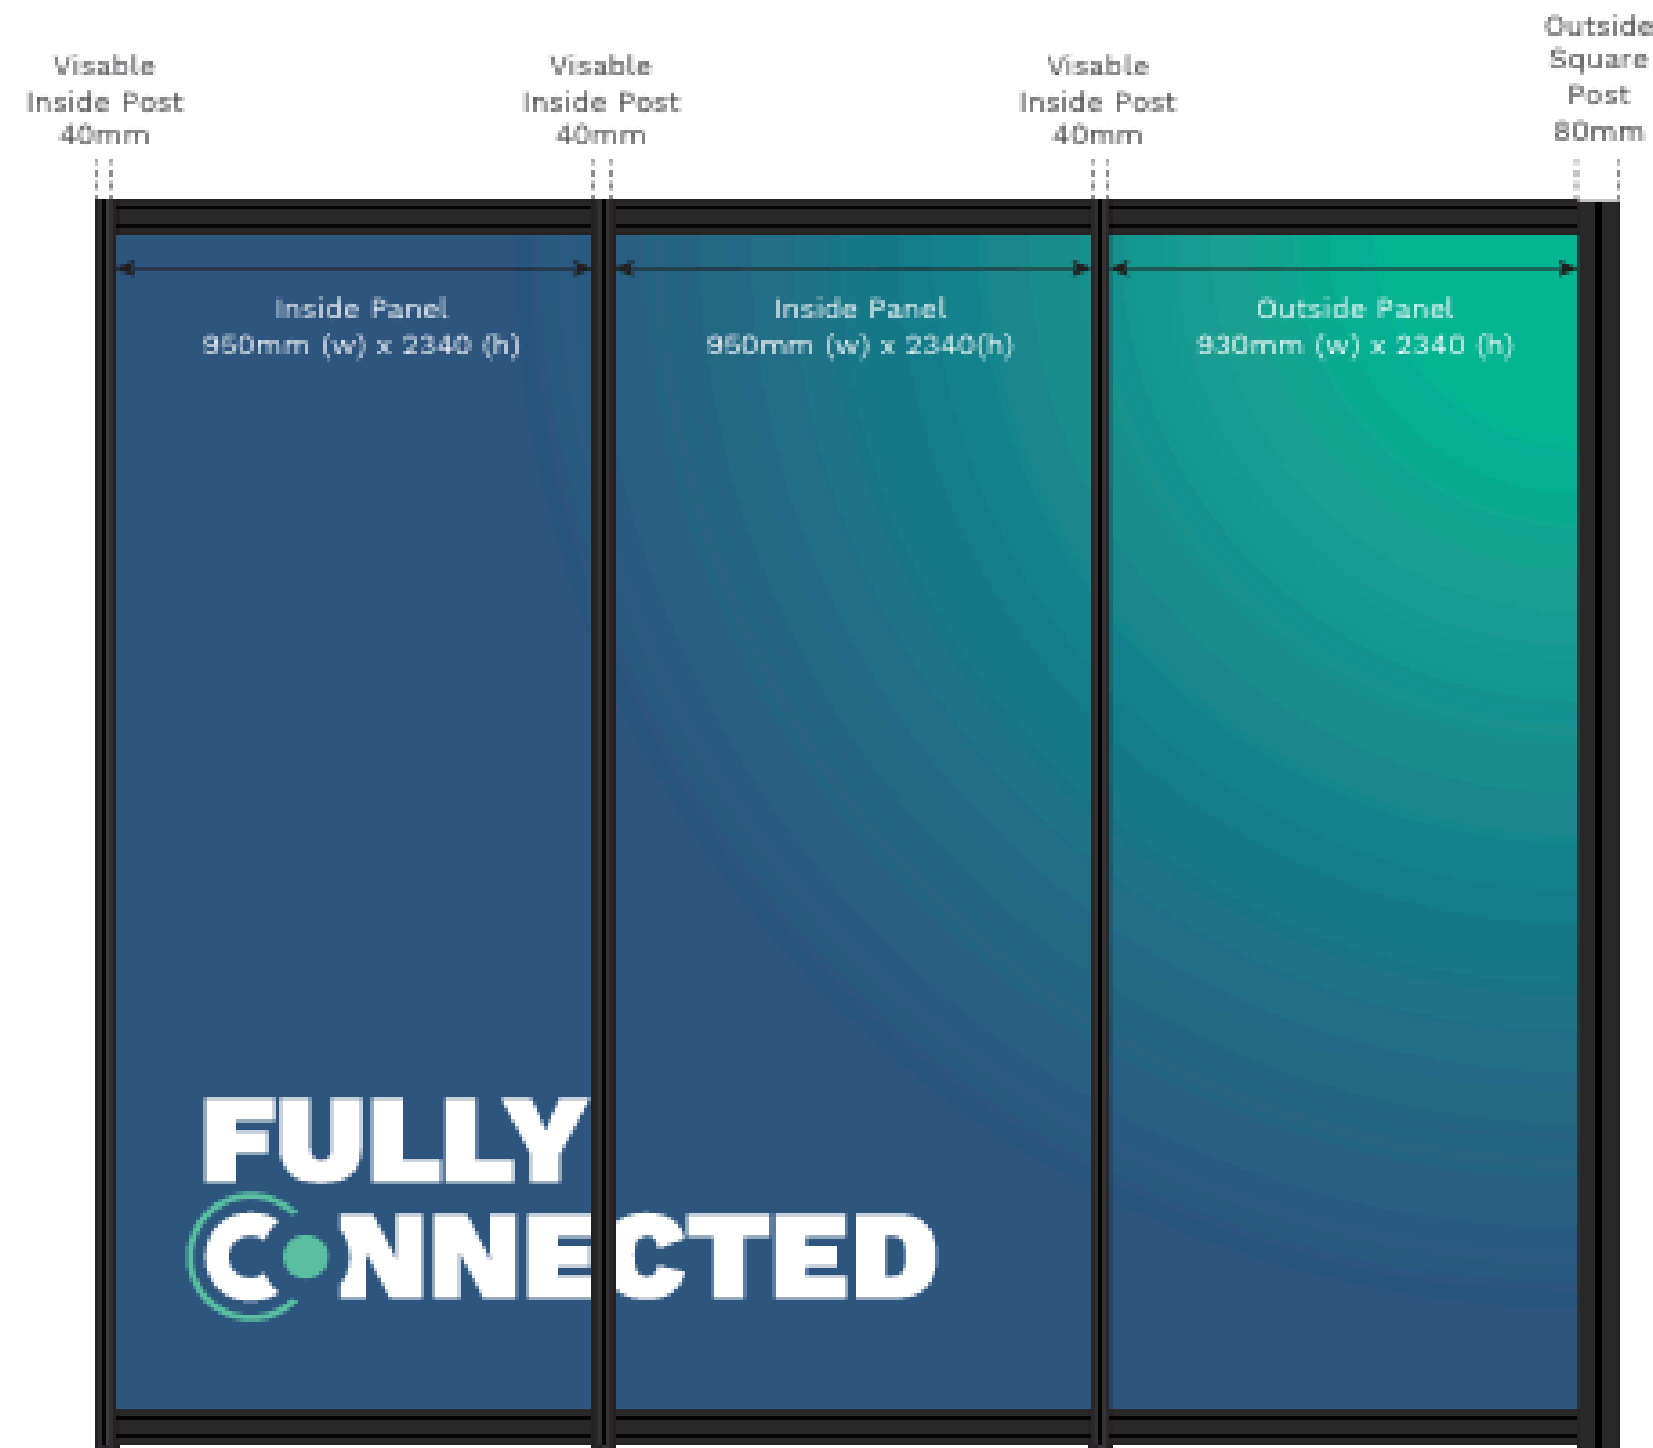 Visable
Inside Post
40mm
Visable
Inside Post
40mm
Visable
Inside Post
40mm
Outside
Square
Post
80mm
Inside Panel
950mm (w) x 2340 (h)
Inside Panel
950mm (w) x 2340(h)
Outside Panel
930mm (w) x 2340 (h)
FULLY
CONNECTED